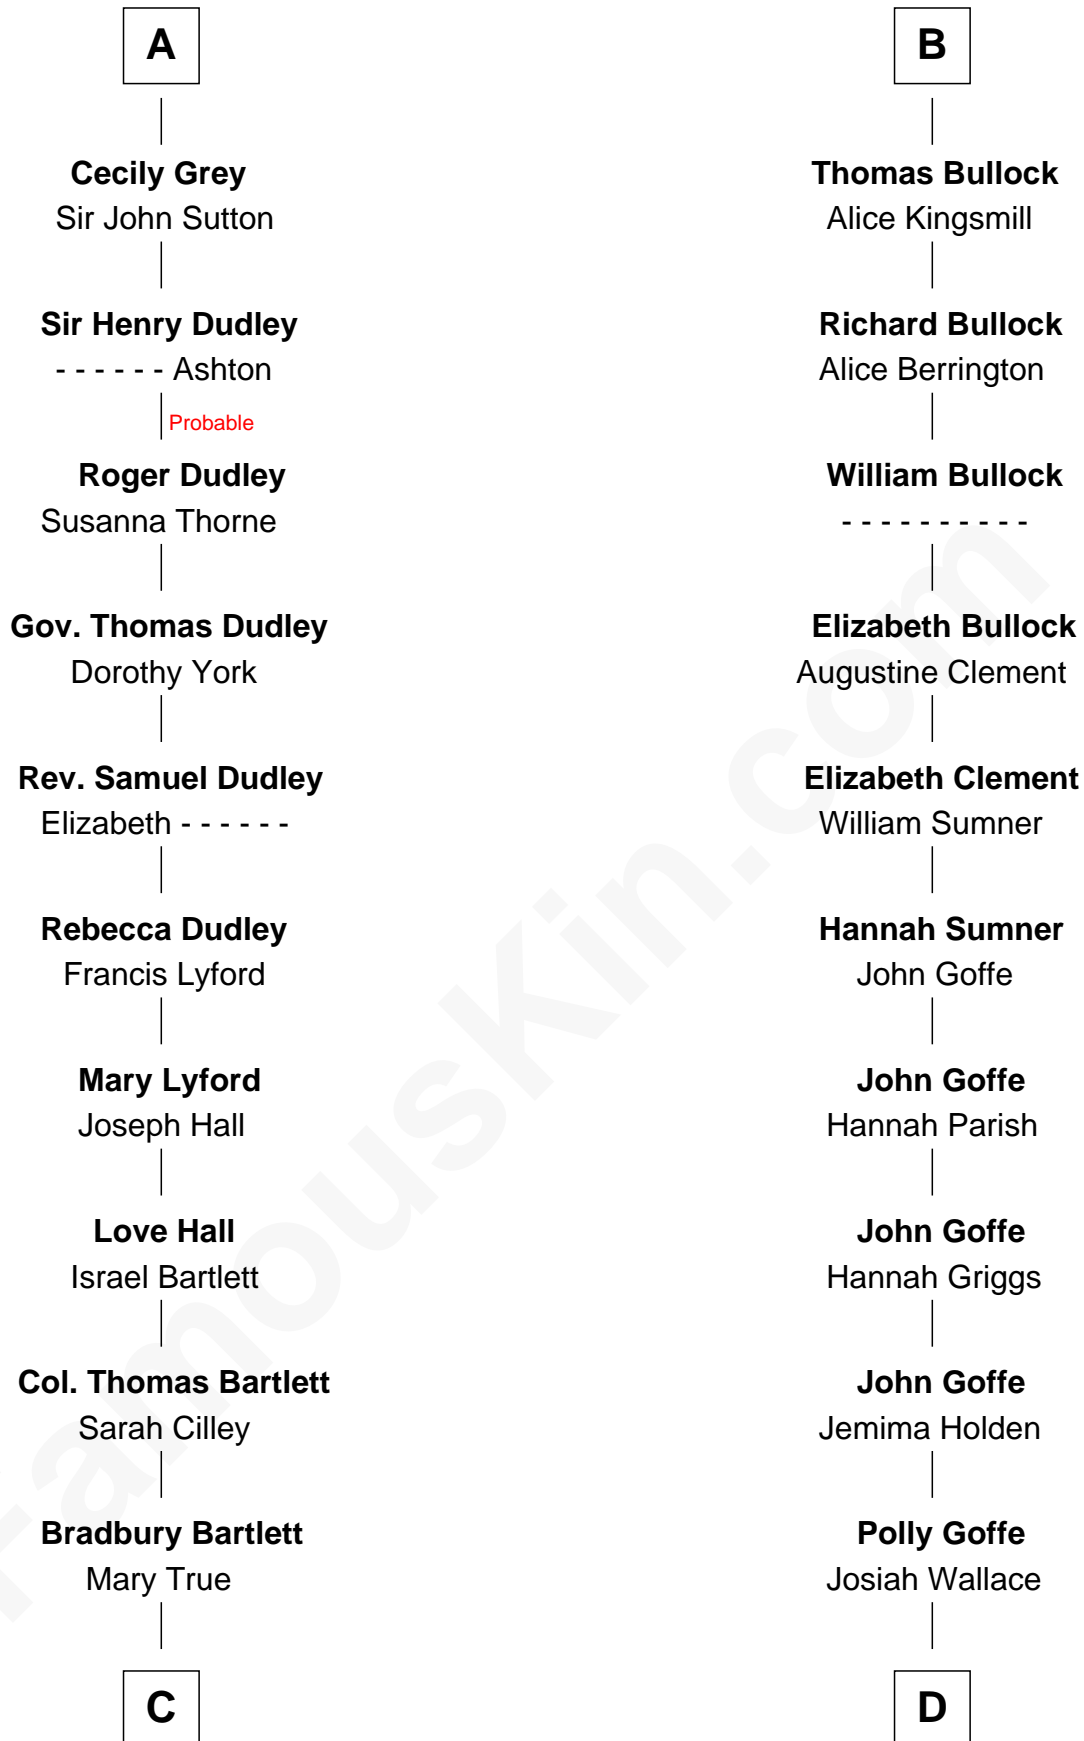 A
Cecily Grey
Sir John Sutton
Sir Henry Dudley
- - - - - - Ashton
Probable
Roger Dudley
Susanna Thorne
Gov. Thomas Dudley
Dorothy York
Rev. Samuel Dudley
Elizabeth - - - - - -
Rebecca Dudley
Francis Lyford
Mary Lyford
Joseph Hall
Love Hall
Israel Bartlett
Col. Thomas Bartlett
Sarah Cilley
Bradbury Bartlett
Mary True
C
B
Thomas Bullock
Alice Kingsmill
Richard Bullock
Alice Berrington
William Bullock
- - - - - - - - - -
Elizabeth Bullock
Augustine Clement
Elizabeth Clement
William Sumner
Hannah Sumner
John Goffe
John Goffe
Hannah Parish
John Goffe
Hannah Griggs
John Goffe
Jemima Holden
Polly Goffe
Josiah Wallace
D
FamousKin.com